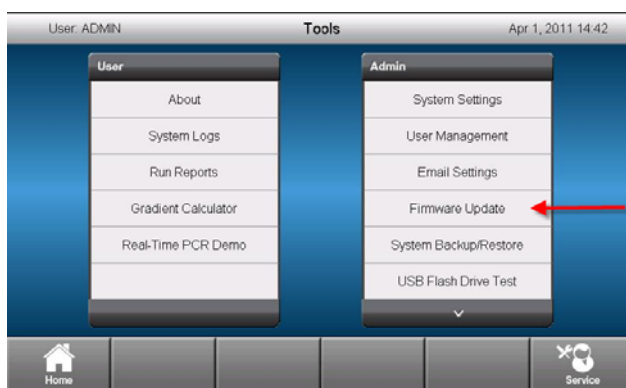 User: ADMIN
Tools
Apr 1, 2011 14:42
User
About
System Logs
Run Reports
Gradient Calculator
Real-Time PCR Demo
Admin
System Settings
User Management
Email Settings
Firmware Update
System Backup/Restore
USB Flash Drive Test
Home
Service